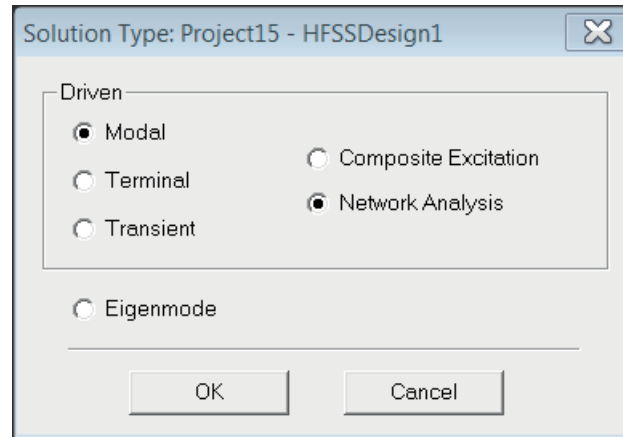 Solution Type: Project15 - HFSSDesign1
Driven
Modal
Terminal
Transient
Composite Excitation
Network Analysis
Eigenmode
OK
Cancel